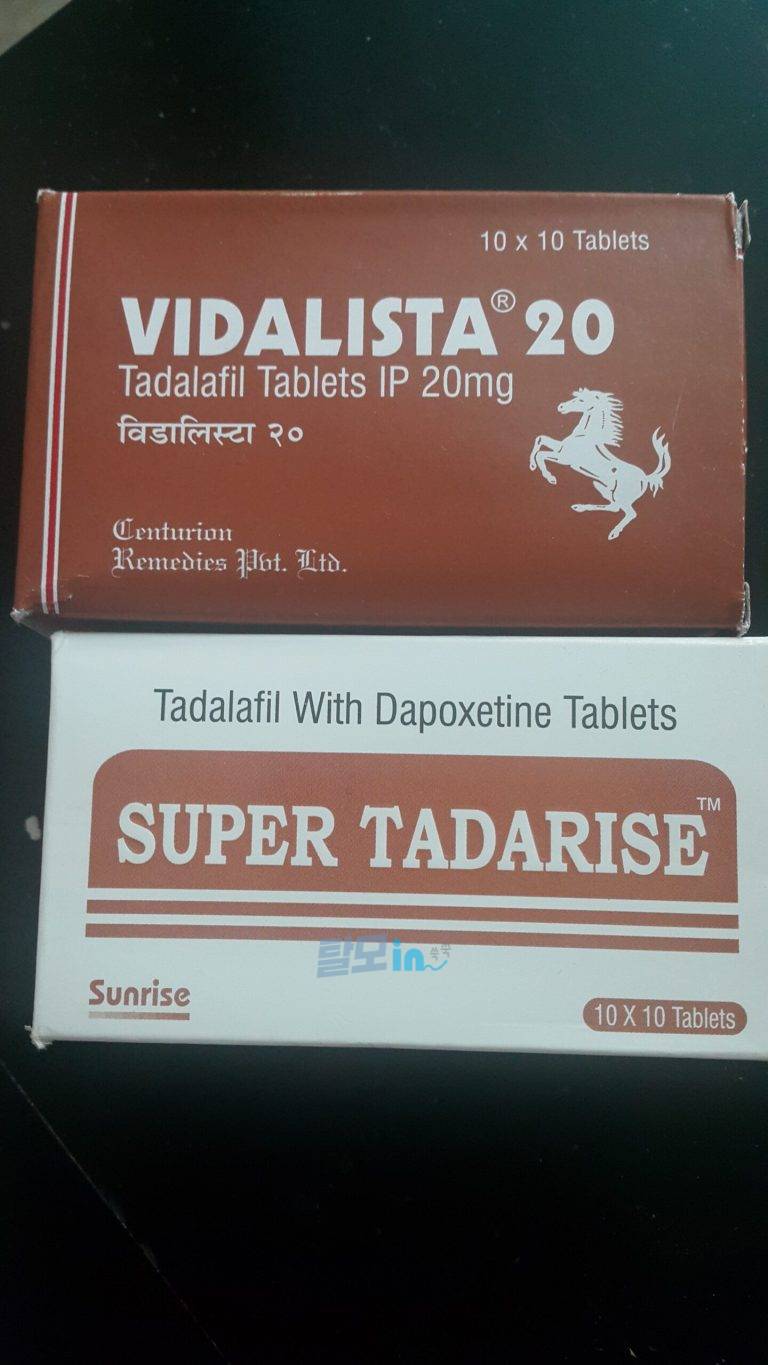 10 x 10 Tablets
VIDALISTA® 20
Tadalafil Tablets IP 20mg
विडालिस्टा २०
Centurion
Remedies Pvt. Ltd.
Tadalafil With Dapoxetine Tablets
SUPER TADARISE™
탈모in
Sunrise
10 X 10 Tablets